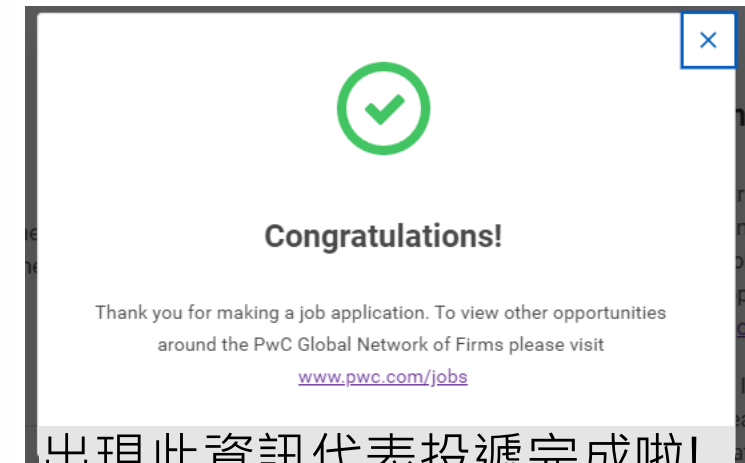 Congratulations!
Thank you for making a job application. To view other opportunities
around the PwC Global Network of Firms please visit
www.pwc.com/jobs
出現此資訊代表投遞完成啦!